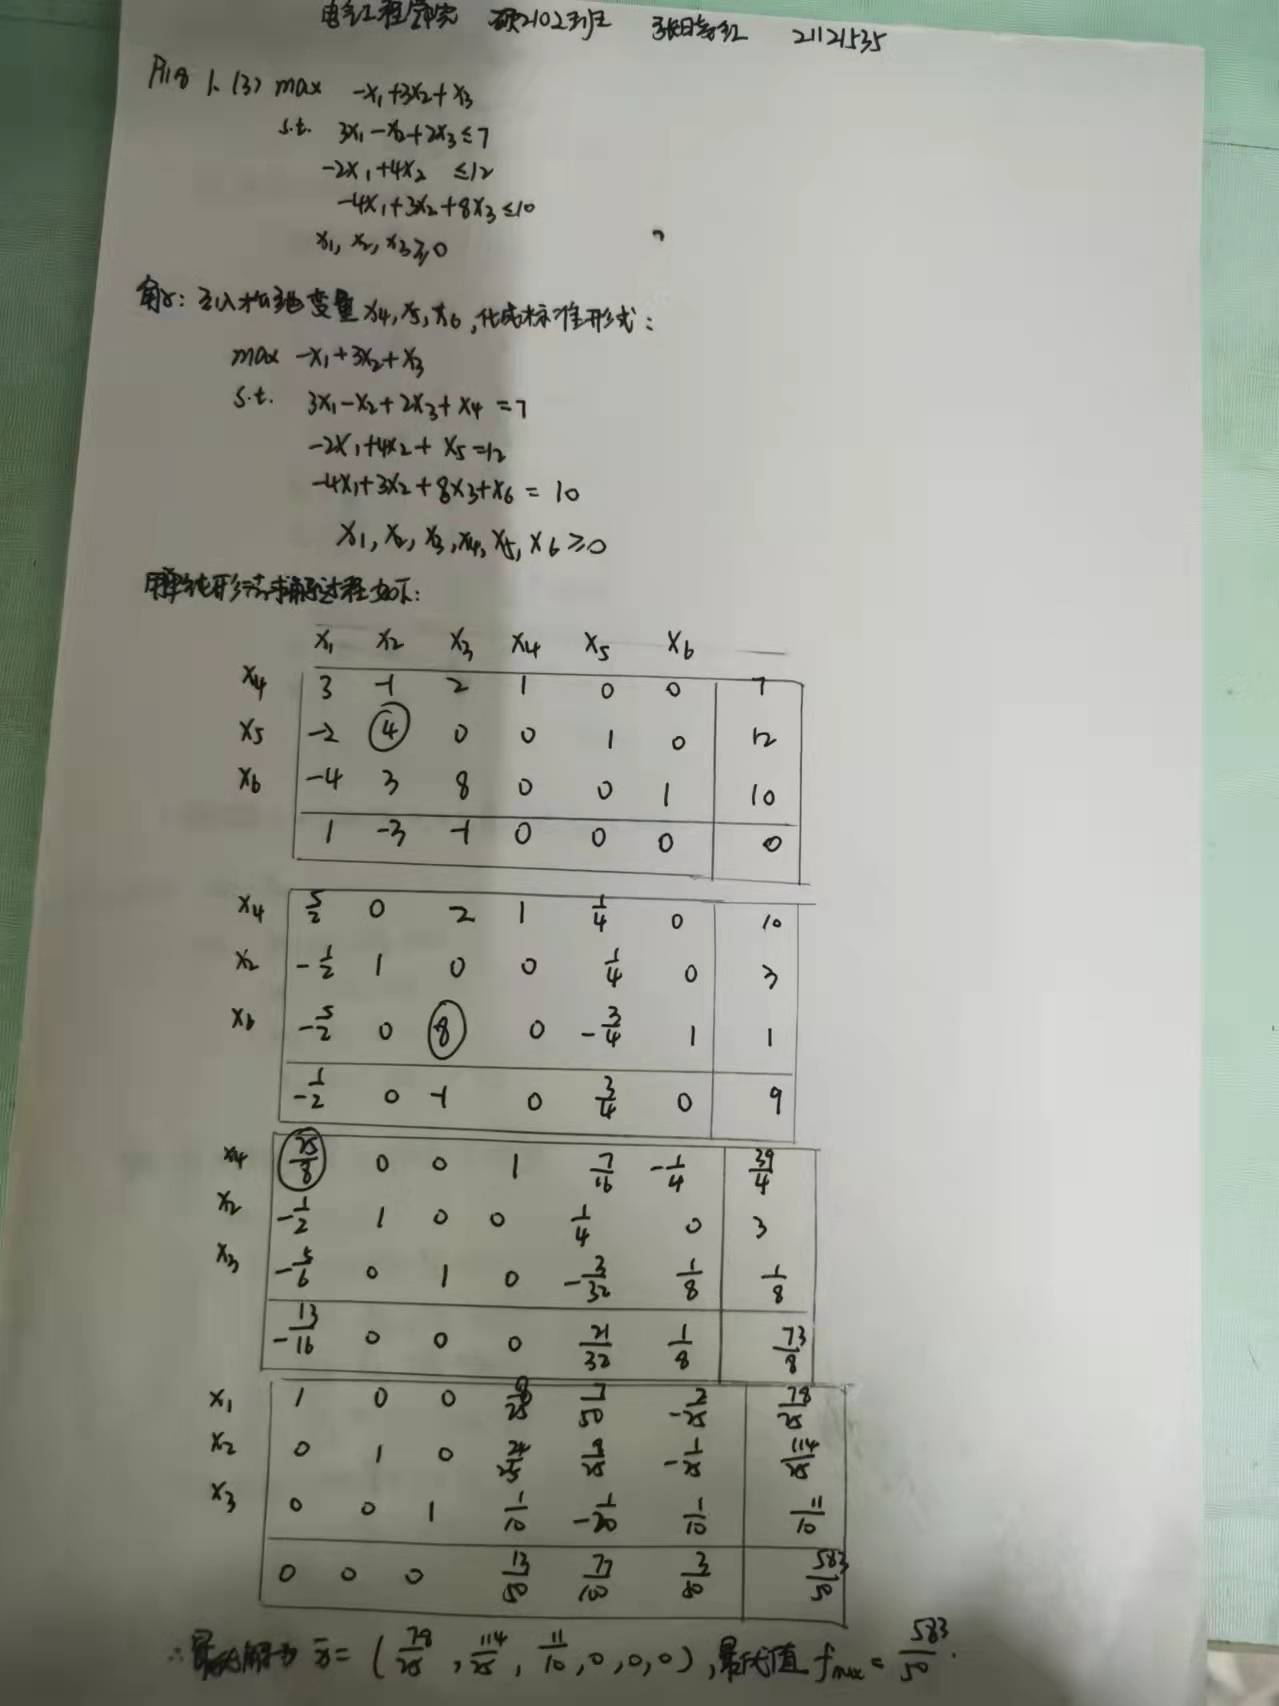 电气工程学院 硕2102班 21121535
P118 1. (3) max -x₁+3x₂+x₃
s.t. 3x₁-x₂+2x₃≤7
-2x₁+4x₂ ≤12
-4x₁+3x₂+8x₃≤10
x₁, x₂, x₃≥0
解: 引入松弛变量 x₄, x₅, x₆, 化成标准形式:
max -x₁+3x₂+x₃
s.t. 3x₁-x₂+2x₃+x₄=7
-2x₁+4x₂+x₅=12
-4x₁+3x₂+8x₃+x₆=10
x₁, x₂, x₃, x₄, x₅, x₆≥0
用单纯形法求解过程如下:
x₁ x₂ x₃ x₄ x₅ x₆
x₄ 3 -1 2 1 0 0 7
x₅ -2 4 0 0 1 0 12
x₆ -4 3 8 0 0 1 10
1 -3 -1 0 0 0 0
x₄ 5/2 0 2 1 1/4 0 10
x₂ -1/2 1 0 0 1/4 0 3
x₆ -5/2 0 8 0 -3/4 1 1
-1/2 0 -1 0 3/4 0 9
x₄ 25/8 0 0 1 7/16 -1/4 39/4
x₂ -1/2 1 0 0 1/4 0 3
x₃ -5/6 0 1 0 -3/32 1/8 1/8
-13/16 0 0 0 21/32 1/8 73/8
x₁ 1 0 0 8/25 7/50 -2/25 78/25
x₂ 0 1 0 24/25 8/25 -1/25 114/25
x₃ 0 0 1 1/10 -1/20 1/10 11/10
0 0 0 13/50 77/100 3/50 583/50
∴最优解为 x̄=(78/25, 114/25, 11/10, 0, 0, 0), 最优值 fmax=583/50.